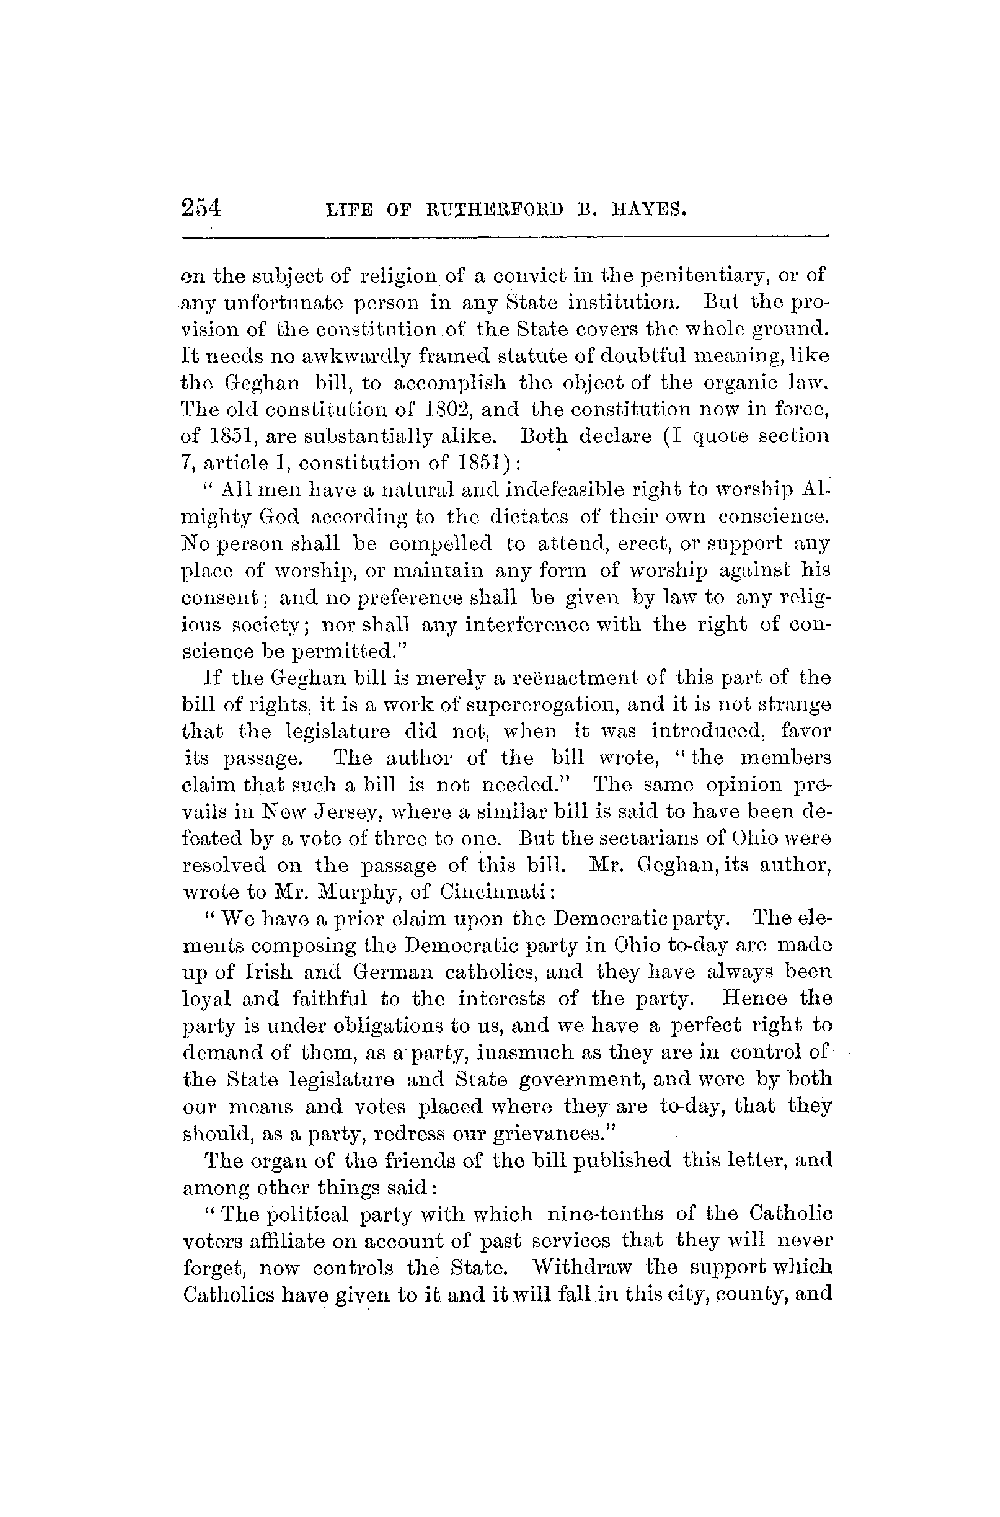 254 LIFE OF RUTHERFORD B. HAYES.
on the subject of religion of a convict in the penitentiary, or of
any unfortunate person in any State institution. But the pro-
vision of the constitution of the State covers the whole ground.
It needs no awkwardly framed statute of doubtful meaning, like
the Geghan bill, to accomplish the object of the organic law.
The old constitution of 1802, and the constitution now in force,
of 1851, are substantially alike. Both declare (I quote section
7, article I, constitution of 1851):
" All men have a natural and indefeasible right to worship Al-
mighty God according to the dictates of their own conscience.
No person shall be compelled to attend, erect, or support any
place of worship, or maintain any form of worship against his
consent; and no preference shall be given by law to any relig-
ious society; nor shall any interference with the right of con-
science be permitted."
If the Geghan bill is merely a reënactment of this part of the
bill of rights, it is a work of supererogation, and it is not strange
that the legislature did not, when it was introduced, favor
its passage. The author of the bill wrote, "the members
claim that such a bill is not needed." The same opinion pre-
vails in New Jersey, where a similar bill is said to have been de-
feated by a vote of three to one. But the sectarians of Ohio were
resolved on the passage of this bill. Mr. Geghan, its author,
wrote to Mr. Murphy, of Cincinnati:
" We have a prior claim upon the Democratic party. The ele-
ments composing the Democratic party in Ohio to-day are made
up of Irish and German catholics, and they have always been
loyal and faithful to the interests of the party. Hence the
party is under obligations to us, and we have a perfect right to
demand of them, as a party, inasmuch as they are in control of
the State legislature and State government, and were by both
our means and votes placed where they are to-day, that they
should, as a party, redress our grievances."
The organ of the friends of the bill published this letter, and
among other things said:
" The political party with which nine-tenths of the Catholic
voters affiliate on account of past services that they will never
forget, now controls the State. Withdraw the support which
Catholics have given to it and it will fall in this city, county, and